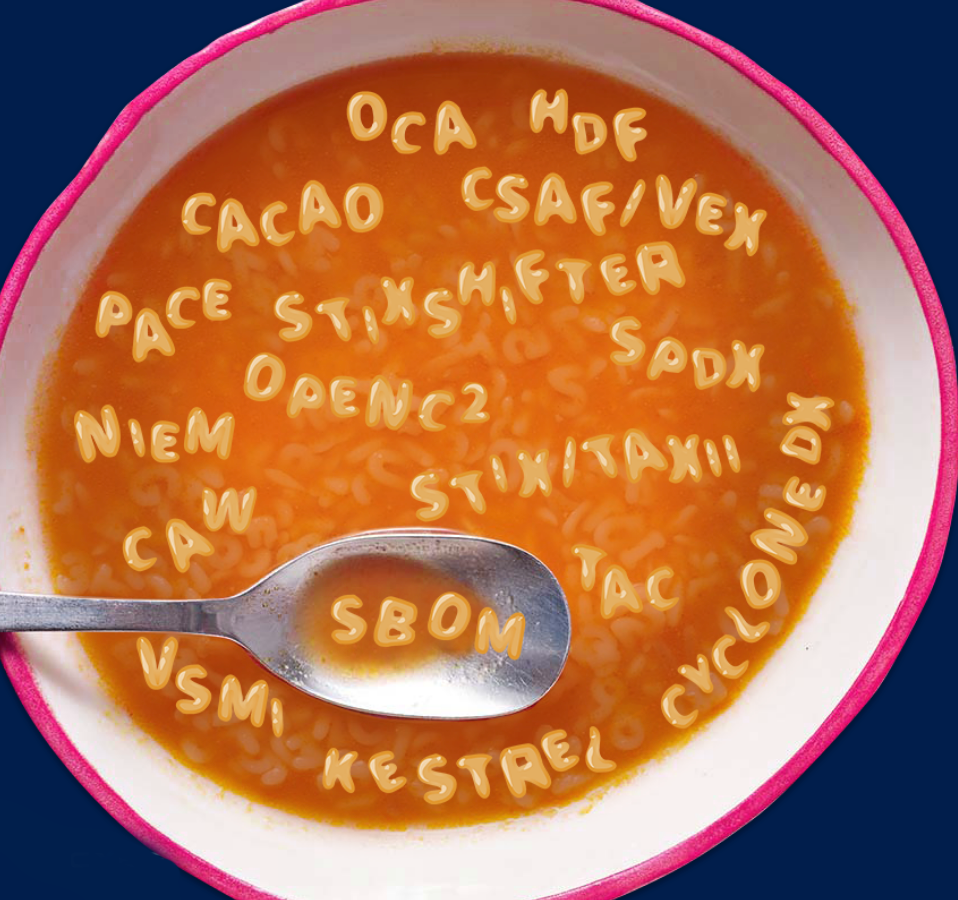 OCA HDF
CACAO CSAF/VEX
PACE STIXSHIFTER
SPDX
OPENC2
NIEM
STIX/TAXII
CYCLONEDX
CAW
TAC
SBOM
VSMI
KESTREL